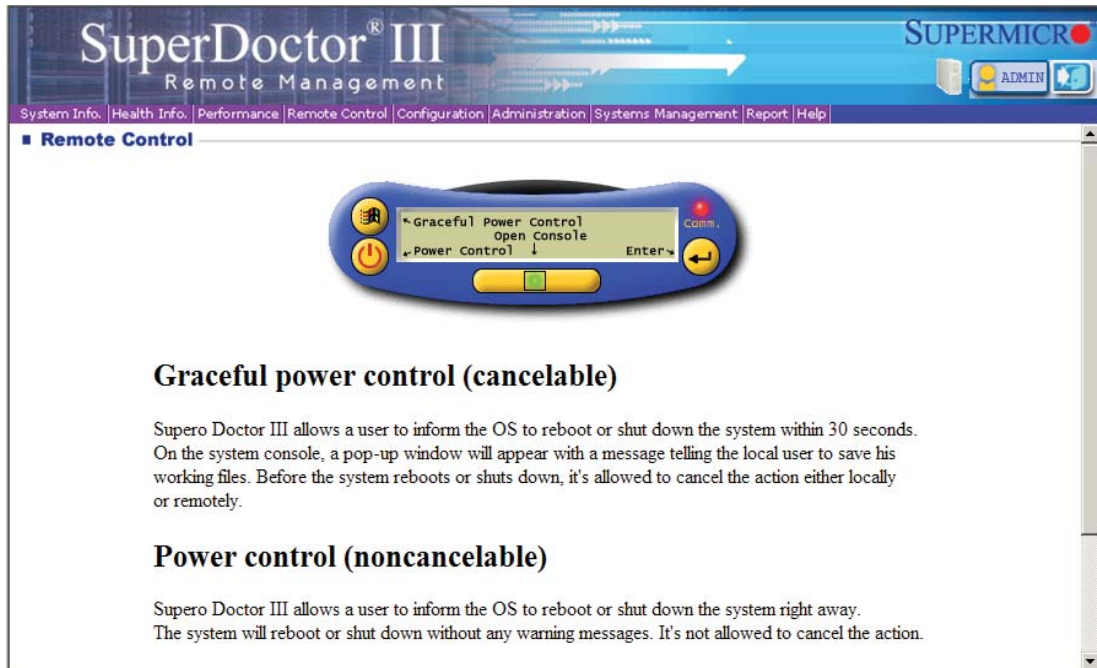 SuperDoctor® III
Remote Management
SUPERMICRO
ADMIN
System Info. Health Info. Performance Remote Control Configuration Administration Systems Management Report Help
Remote Control
Graceful Power Control
Open Console
Power Control ↓ Enter
Comm.
Graceful power control (cancelable)
Supero Doctor III allows a user to inform the OS to reboot or shut down the system within 30 seconds.
On the system console, a pop-up window will appear with a message telling the local user to save his
working files. Before the system reboots or shuts down, it's allowed to cancel the action either locally
or remotely.
Power control (noncancelable)
Supero Doctor III allows a user to inform the OS to reboot or shut down the system right away.
The system will reboot or shut down without any warning messages. It's not allowed to cancel the action.